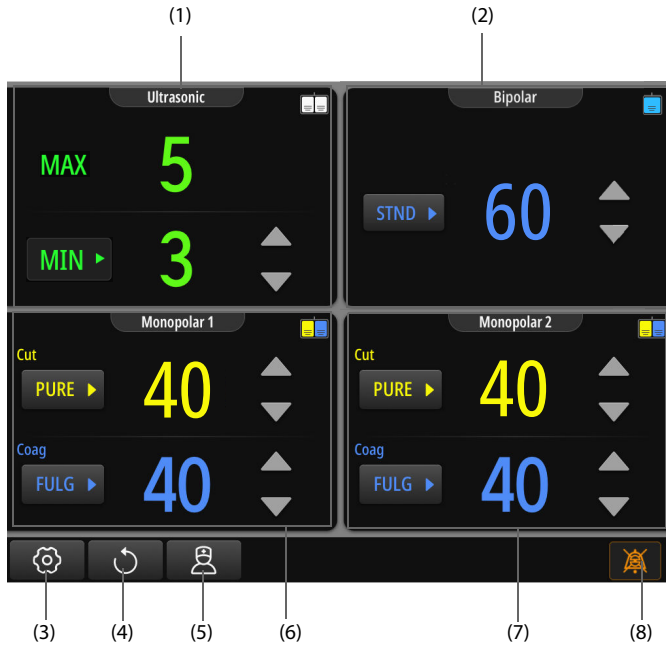 (1) (2)
Ultrasonic
MAX 5
MIN 3
Bipolar
STND 60
Monopolar 1
Cut
PURE 40
Coag
FULG 40
Monopolar 2
Cut
PURE 40
Coag
FULG 40
(3) (4) (5) (6) (7) (8)